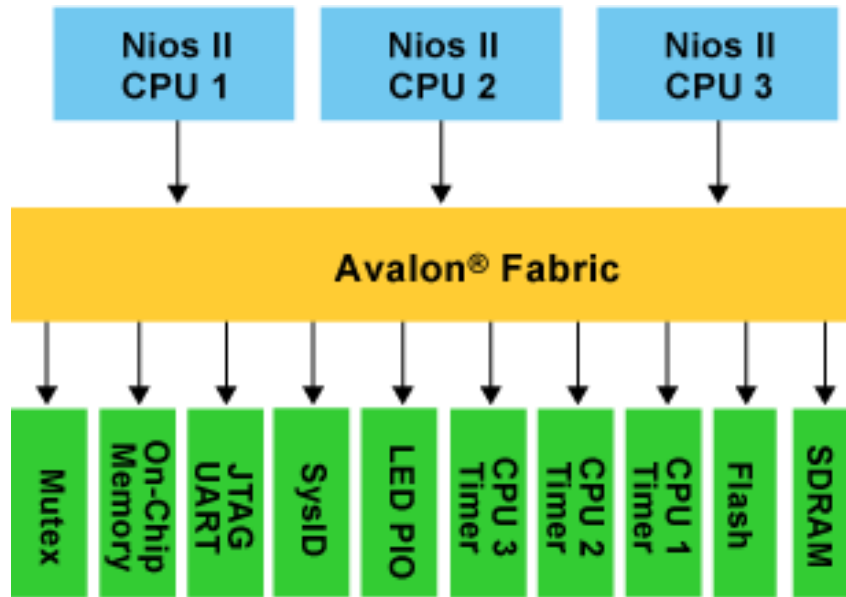 Nios II
CPU 1
Nios II
CPU 2
Nios II
CPU 3
Avalon® Fabric
Mutex
On-Chip
Memory
JTAG
UART
SysID
LED PIO
CPU 3
Timer
CPU 2
Timer
CPU 1
Timer
Flash
SDRAM